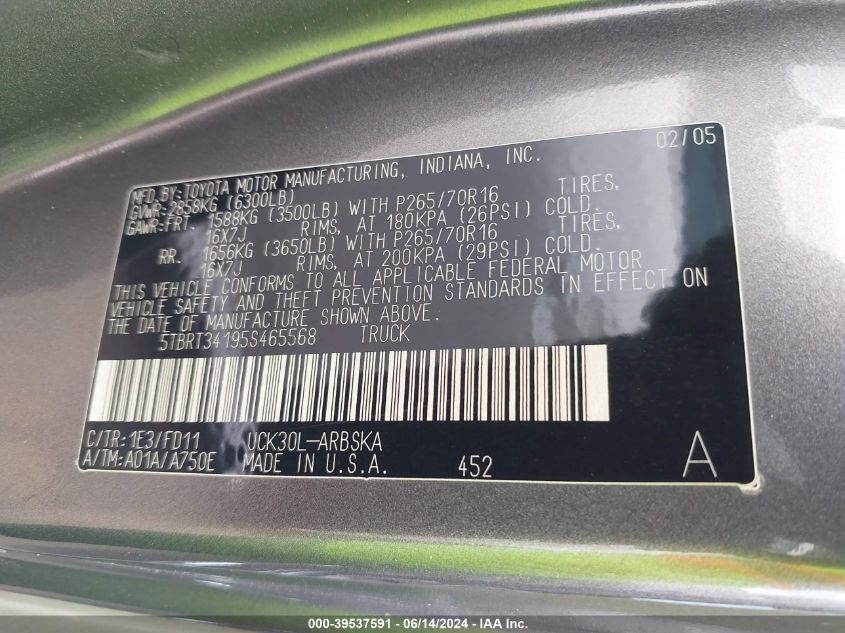 02/05
MFD.BY:TOYOTA MOTOR MANUFACTURING, INDIANA, INC.
GVWR:2858KG (6300LB)
GAWR:FRT. 1588KG (3500LB) WITH P265/70R16 TIRES,
16X7J RIMS, AT 180KPA (26PSI) COLD.
RR. 1656KG (3650LB) WITH P265/70R16 TIRES,
16X7J RIMS, AT 200KPA (29PSI) COLD.
THIS VEHICLE CONFORMS TO ALL APPLICABLE FEDERAL MOTOR
VEHICLE SAFETY AND THEFT PREVENTION STANDARDS IN EFFECT ON
THE DATE OF MANUFACTURE SHOWN ABOVE.
5TBRT34195S465568 TRUCK
C/TR:1E3/FD11 UCK30L-ARBSKA
A/TM:A01A/A750E MADE IN U.S.A. 452 A
000-39537591 / 06/14/2024 / IAA Inc.